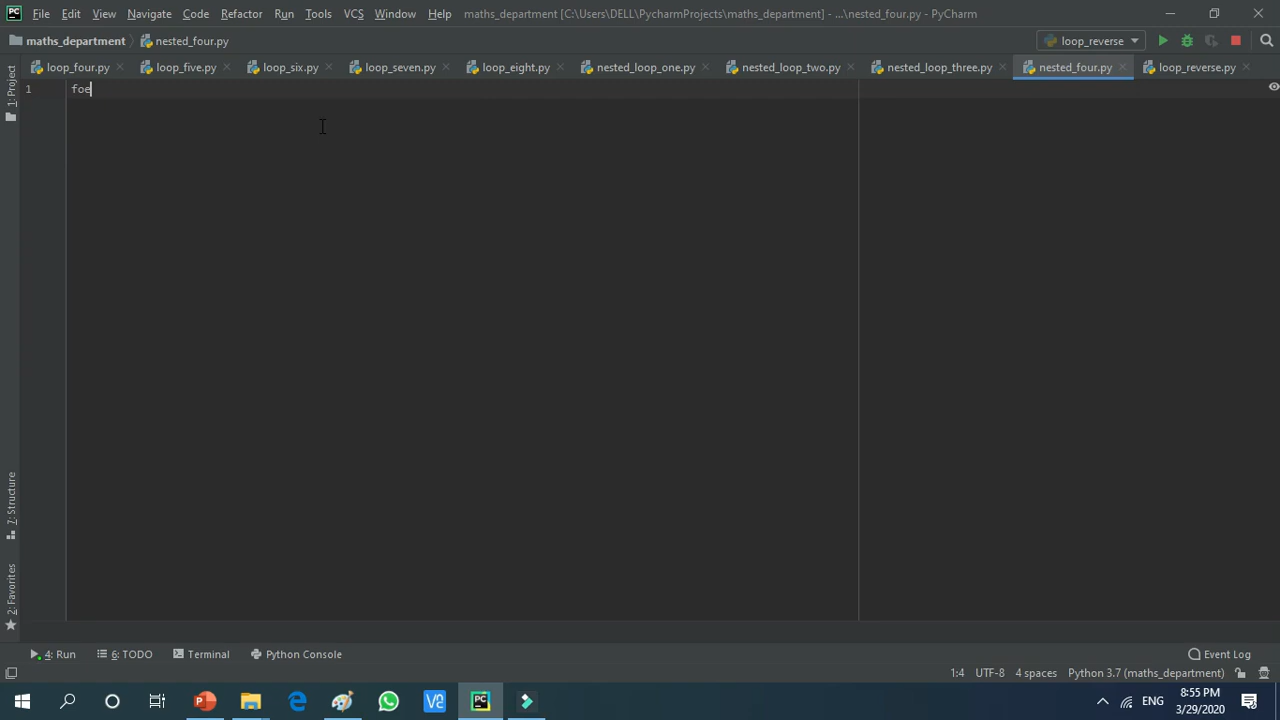 PC File Edit View Navigate Code Refactor Run Tools VCS Window Help maths_department [C:\Users\DELL\PycharmProjects\maths_department] - ...\nested_four.py - PyCharm
maths_department nested_four.py loop_reverse
1: Project
loop_four.py loop_five.py loop_six.py loop_seven.py loop_eight.py nested_loop_one.py nested_loop_two.py nested_loop_three.py nested_four.py loop_reverse.py
1 foe
7: Structure
2: Favorites
4: Run 6: TODO Terminal Python Console Event Log
1:4 UTF-8 4 spaces Python 3.7 (maths_department)
PC ENG 8:55 PM
3/29/2020